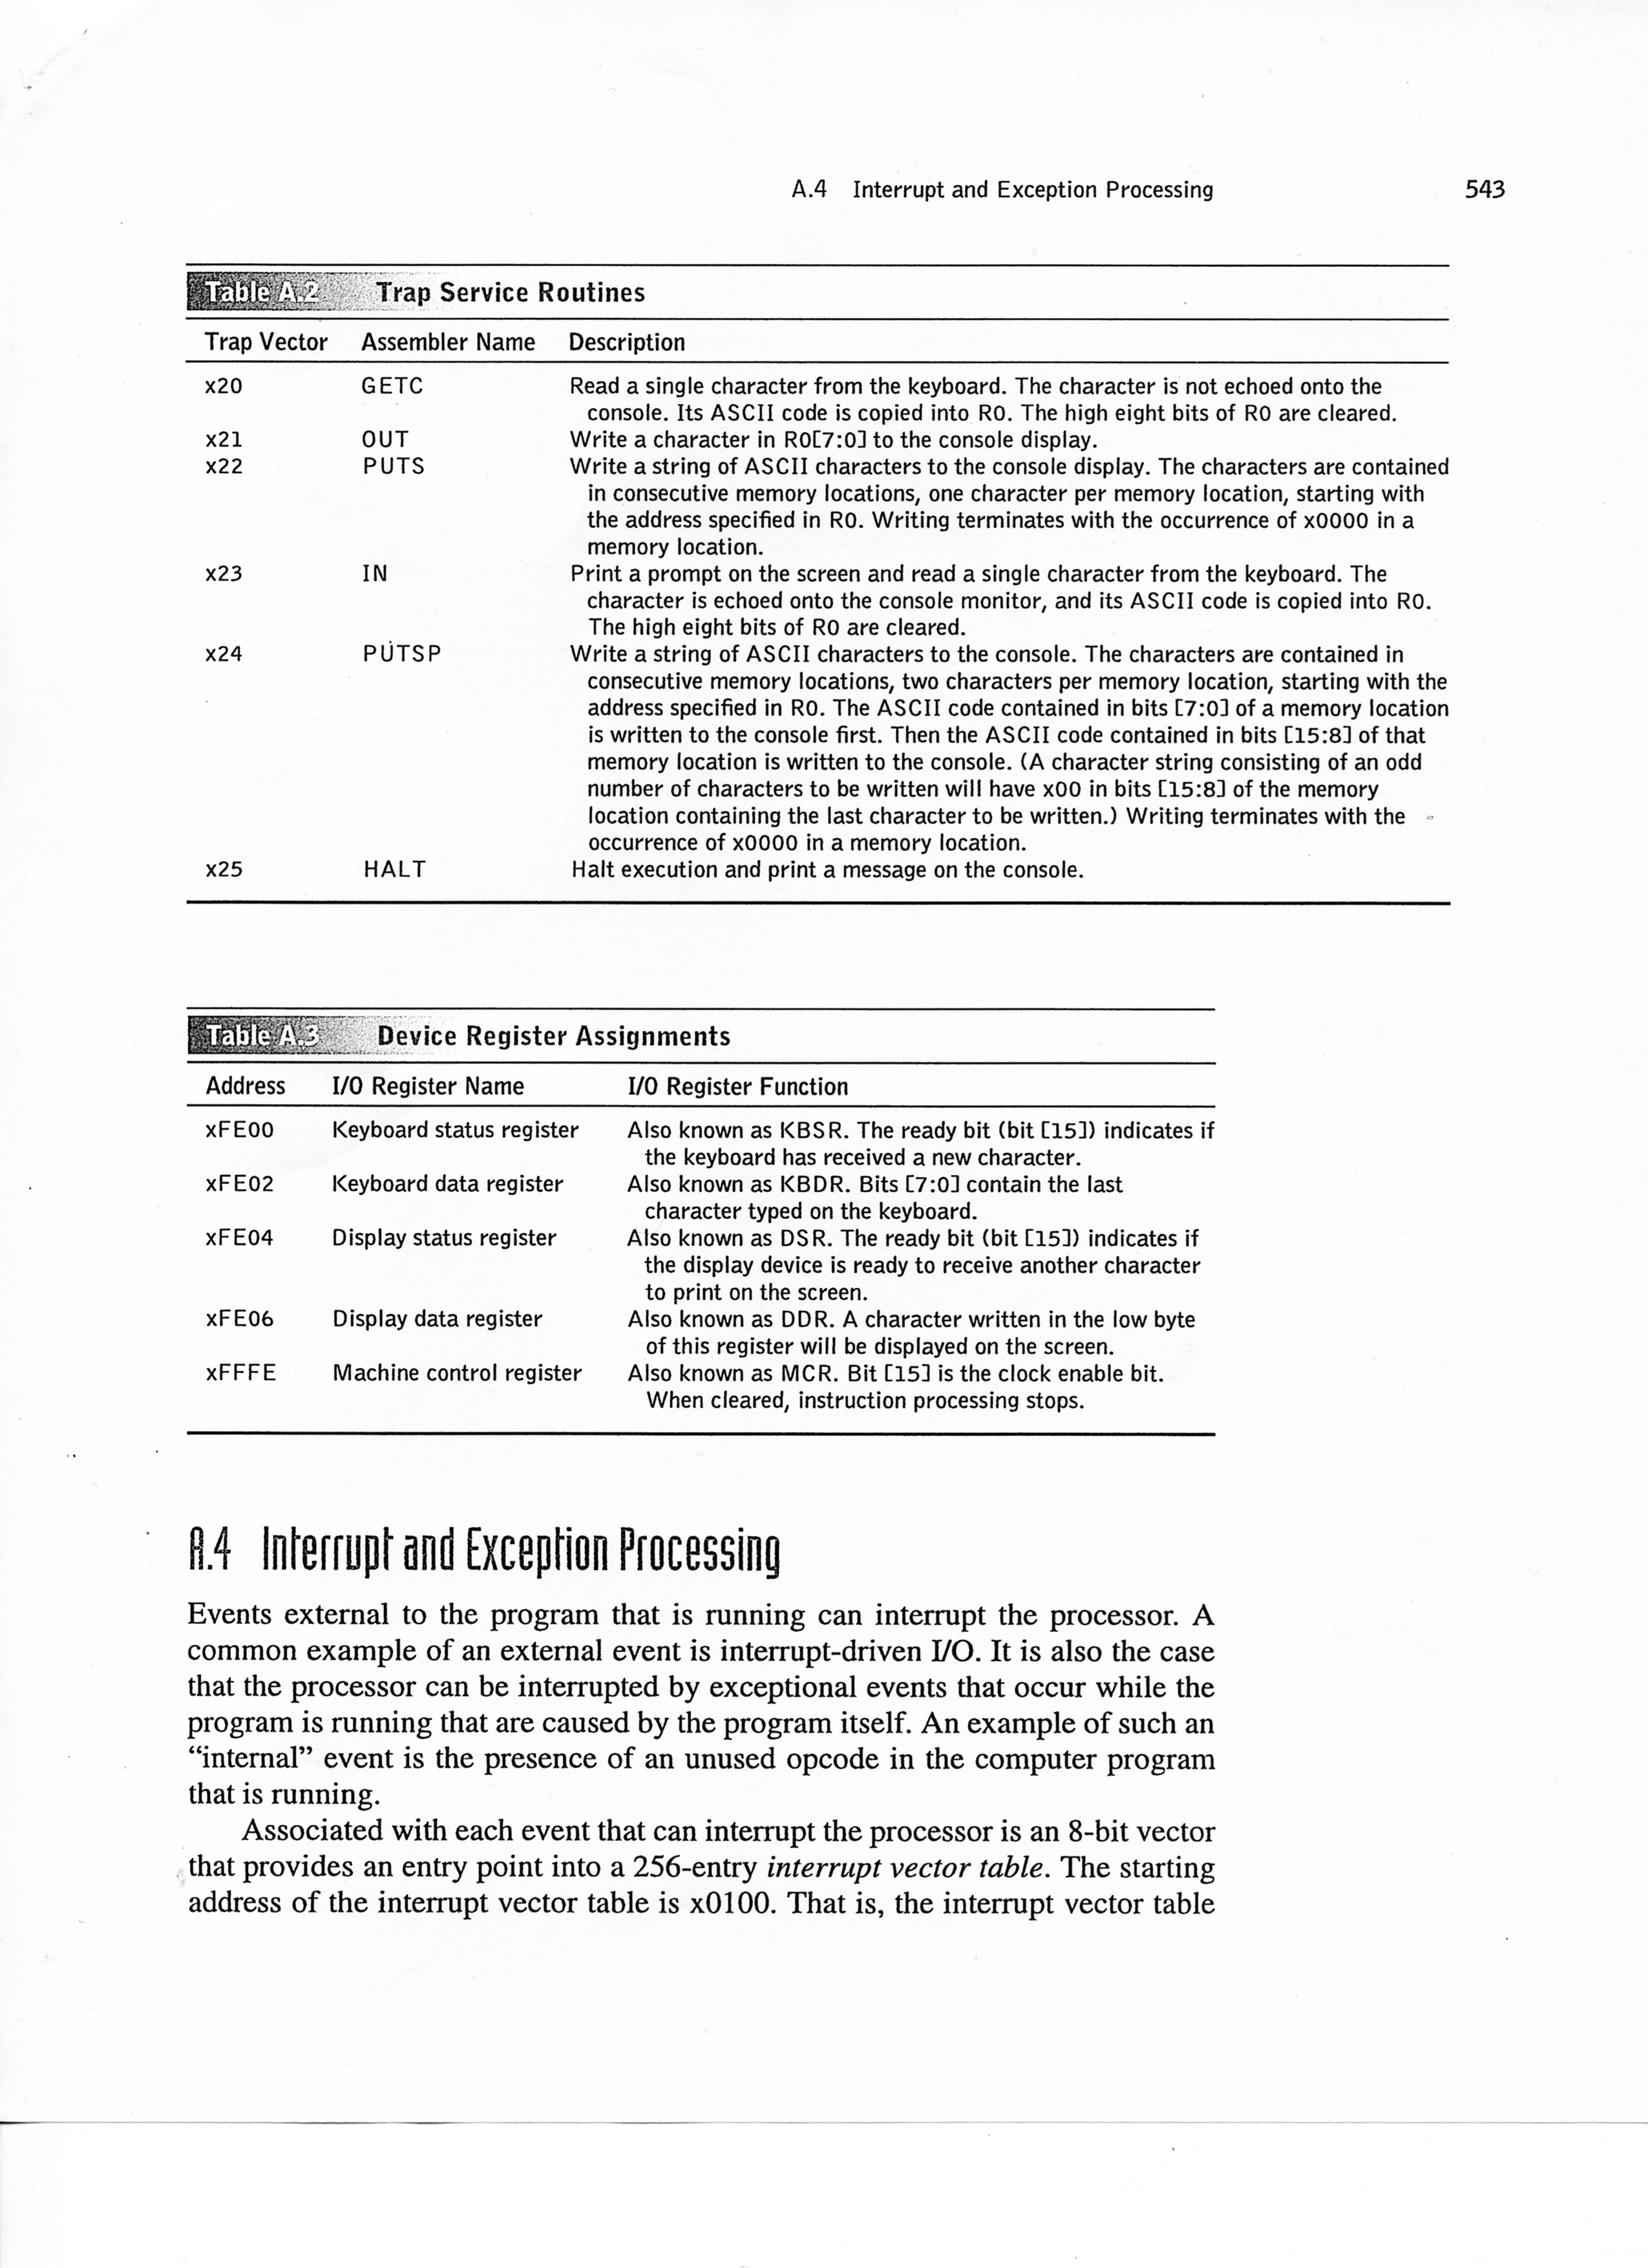 A.4 Interrupt and Exception Processing 543
Table A.2 Trap Service Routines
Trap Vector Assembler Name Description
x20 GETC Read a single character from the keyboard. The character is not echoed onto the
console. Its ASCII code is copied into R0. The high eight bits of R0 are cleared.
x21 OUT Write a character in R0[7:0] to the console display.
x22 PUTS Write a string of ASCII characters to the console display. The characters are contained
in consecutive memory locations, one character per memory location, starting with
the address specified in R0. Writing terminates with the occurrence of x0000 in a
memory location.
x23 IN Print a prompt on the screen and read a single character from the keyboard. The
character is echoed onto the console monitor, and its ASCII code is copied into R0.
The high eight bits of R0 are cleared.
x24 PUTSP Write a string of ASCII characters to the console. The characters are contained in
consecutive memory locations, two characters per memory location, starting with the
address specified in R0. The ASCII code contained in bits [7:0] of a memory location
is written to the console first. Then the ASCII code contained in bits [15:8] of that
memory location is written to the console. (A character string consisting of an odd
number of characters to be written will have x00 in bits [15:8] of the memory
location containing the last character to be written.) Writing terminates with the
occurrence of x0000 in a memory location.
x25 HALT Halt execution and print a message on the console.
Table A.3 Device Register Assignments
Address I/O Register Name I/O Register Function
xFE00 Keyboard status register Also known as KBSR. The ready bit (bit [15]) indicates if
the keyboard has received a new character.
xFE02 Keyboard data register Also known as KBDR. Bits [7:0] contain the last
character typed on the keyboard.
xFE04 Display status register Also known as DSR. The ready bit (bit [15]) indicates if
the display device is ready to receive another character
to print on the screen.
xFE06 Display data register Also known as DDR. A character written in the low byte
of this register will be displayed on the screen.
xFFFE Machine control register Also known as MCR. Bit [15] is the clock enable bit.
When cleared, instruction processing stops.
A.4 Interrupt and Exception Processing
Events external to the program that is running can interrupt the processor. A
common example of an external event is interrupt-driven I/O. It is also the case
that the processor can be interrupted by exceptional events that occur while the
program is running that are caused by the program itself. An example of such an
“internal” event is the presence of an unused opcode in the computer program
that is running.
Associated with each event that can interrupt the processor is an 8-bit vector
that provides an entry point into a 256-entry interrupt vector table. The starting
address of the interrupt vector table is x0100. That is, the interrupt vector table